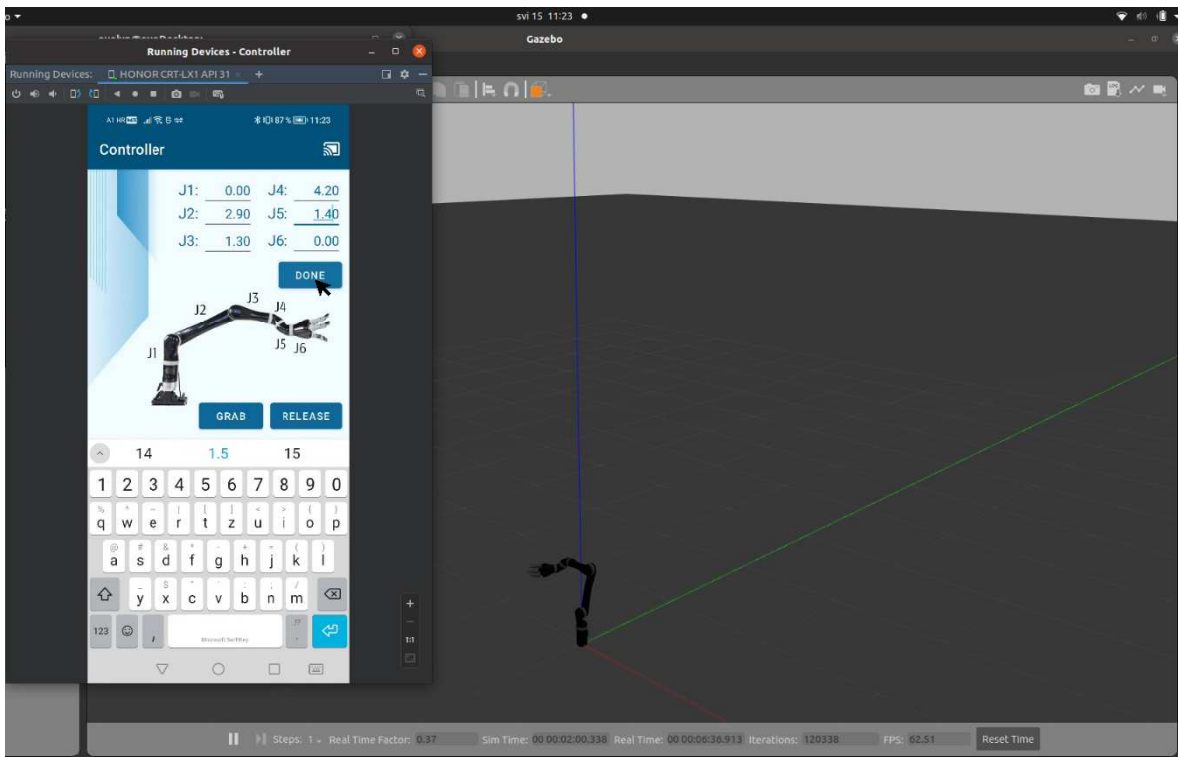 svi 15 11:23
Gazebo
Running Devices - Controller
Running Devices: HONOR CRT-LX1 API 31
A1 HR 87 % 11:23
Controller
J1: 0.00 J4: 4.20
J2: 2.90 J5: 1.40
J3: 1.30 J6: 0.00
DONE
J1 J2 J3 J4
J5 J6
GRAB RELEASE
14 1.5 15
1 2 3 4 5 6 7 8 9 0
q w e r t z u i o p
a s d f g h j k l
y x c v b n m
123 , Microsoft SwiftKey
1:1
Steps: 1 Real Time Factor: 0.37 Sim Time: 00 00:02:00.338 Real Time: 00 00:06:36.913 Iterations: 120338 FPS: 62.51 Reset Time